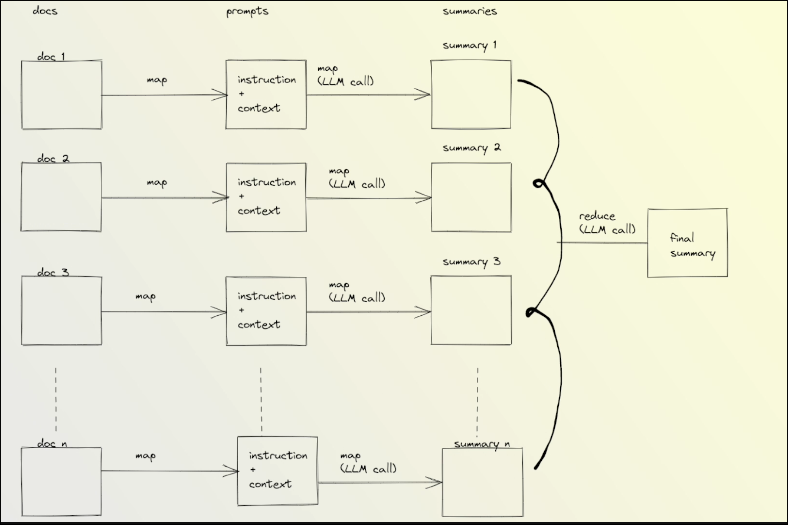 docs
prompts
summaries
doc 1
map
instruction
+
context
map
(LLM call)
summary 1
doc 2
map
instruction
+
context
map
(LLM call)
summary 2
doc 3
map
instruction
+
context
map
(LLM call)
summary 3
reduce
(LLM call)
final
summary
doc n
map
instruction
+
context
map
(LLM call)
summary n